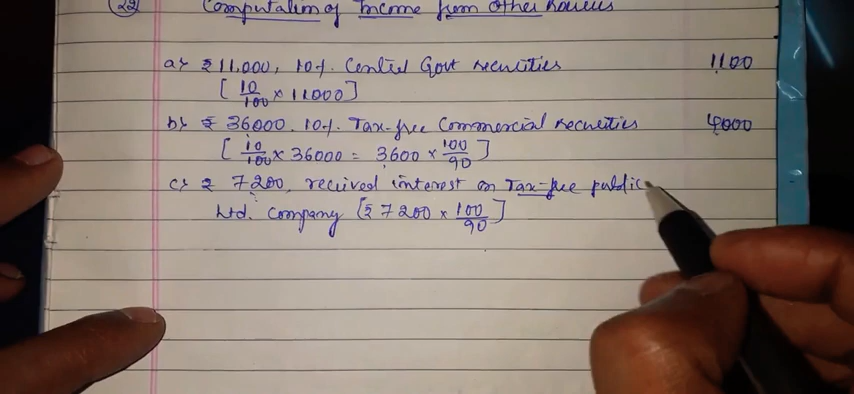 22 Computation of Income from Other Sources
a> ₹ 11,000, 10%. Central Govt securities 1100
[10/100 × 11000]
b> ₹ 36000. 10%. Tax-free Commercial securities 4000
[10/100 × 36000 = 3600 × 100/90]
c> ₹ 7200, received interest on Tax-free public
Ltd. Company [₹ 7200 × 100/90]